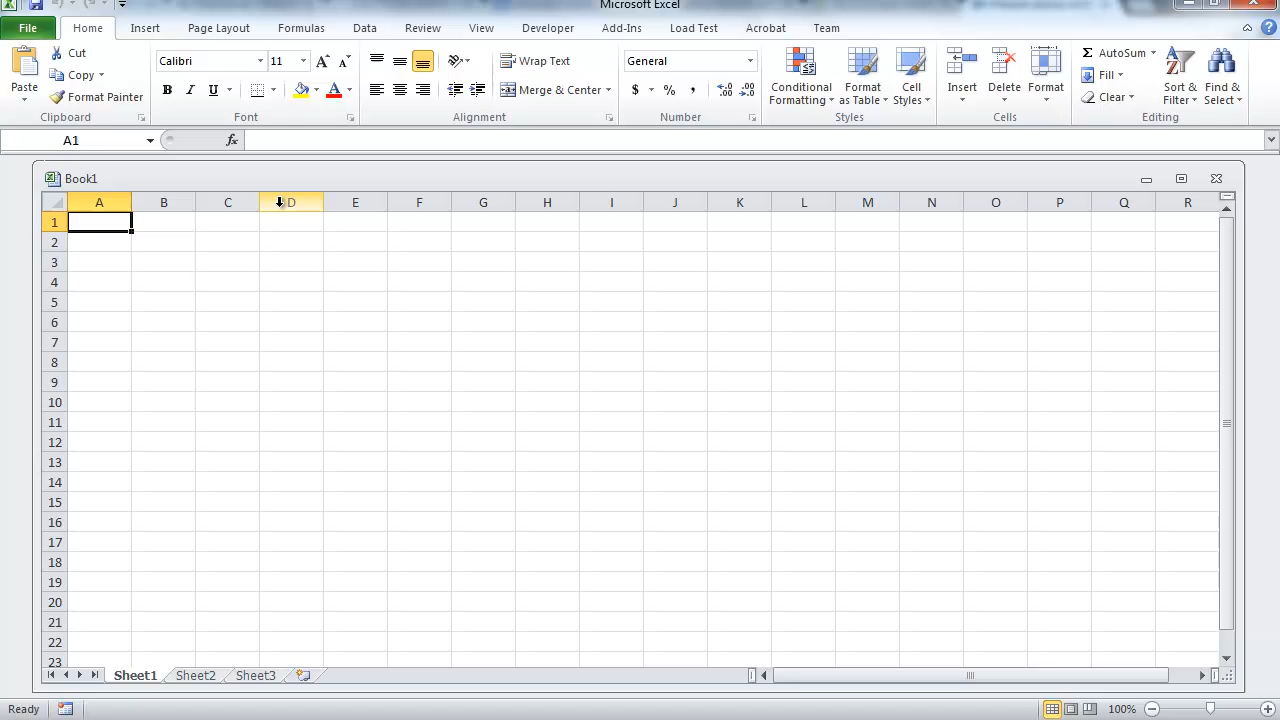 Microsoft Excel
File Home Insert Page Layout Formulas Data Review View Developer Add-Ins Load Test Acrobat Team
Paste
Cut
Copy
Format Painter
Clipboard
Calibri 11
B I U
Font
Wrap Text
Merge & Center
Alignment
General
$ % ,
Number
Conditional Formatting
Format as Table
Cell Styles
Styles
Insert
Delete
Format
Cells
Σ AutoSum
Fill
Clear
Sort & Filter
Find & Select
Editing
A1 fx
Book1
A B C D E F G H I J K L M N O P Q R
1
2
3
4
5
6
7
8
9
10
11
12
13
14
15
16
17
18
19
20
21
22
23
Sheet1 Sheet2 Sheet3
Ready 100%